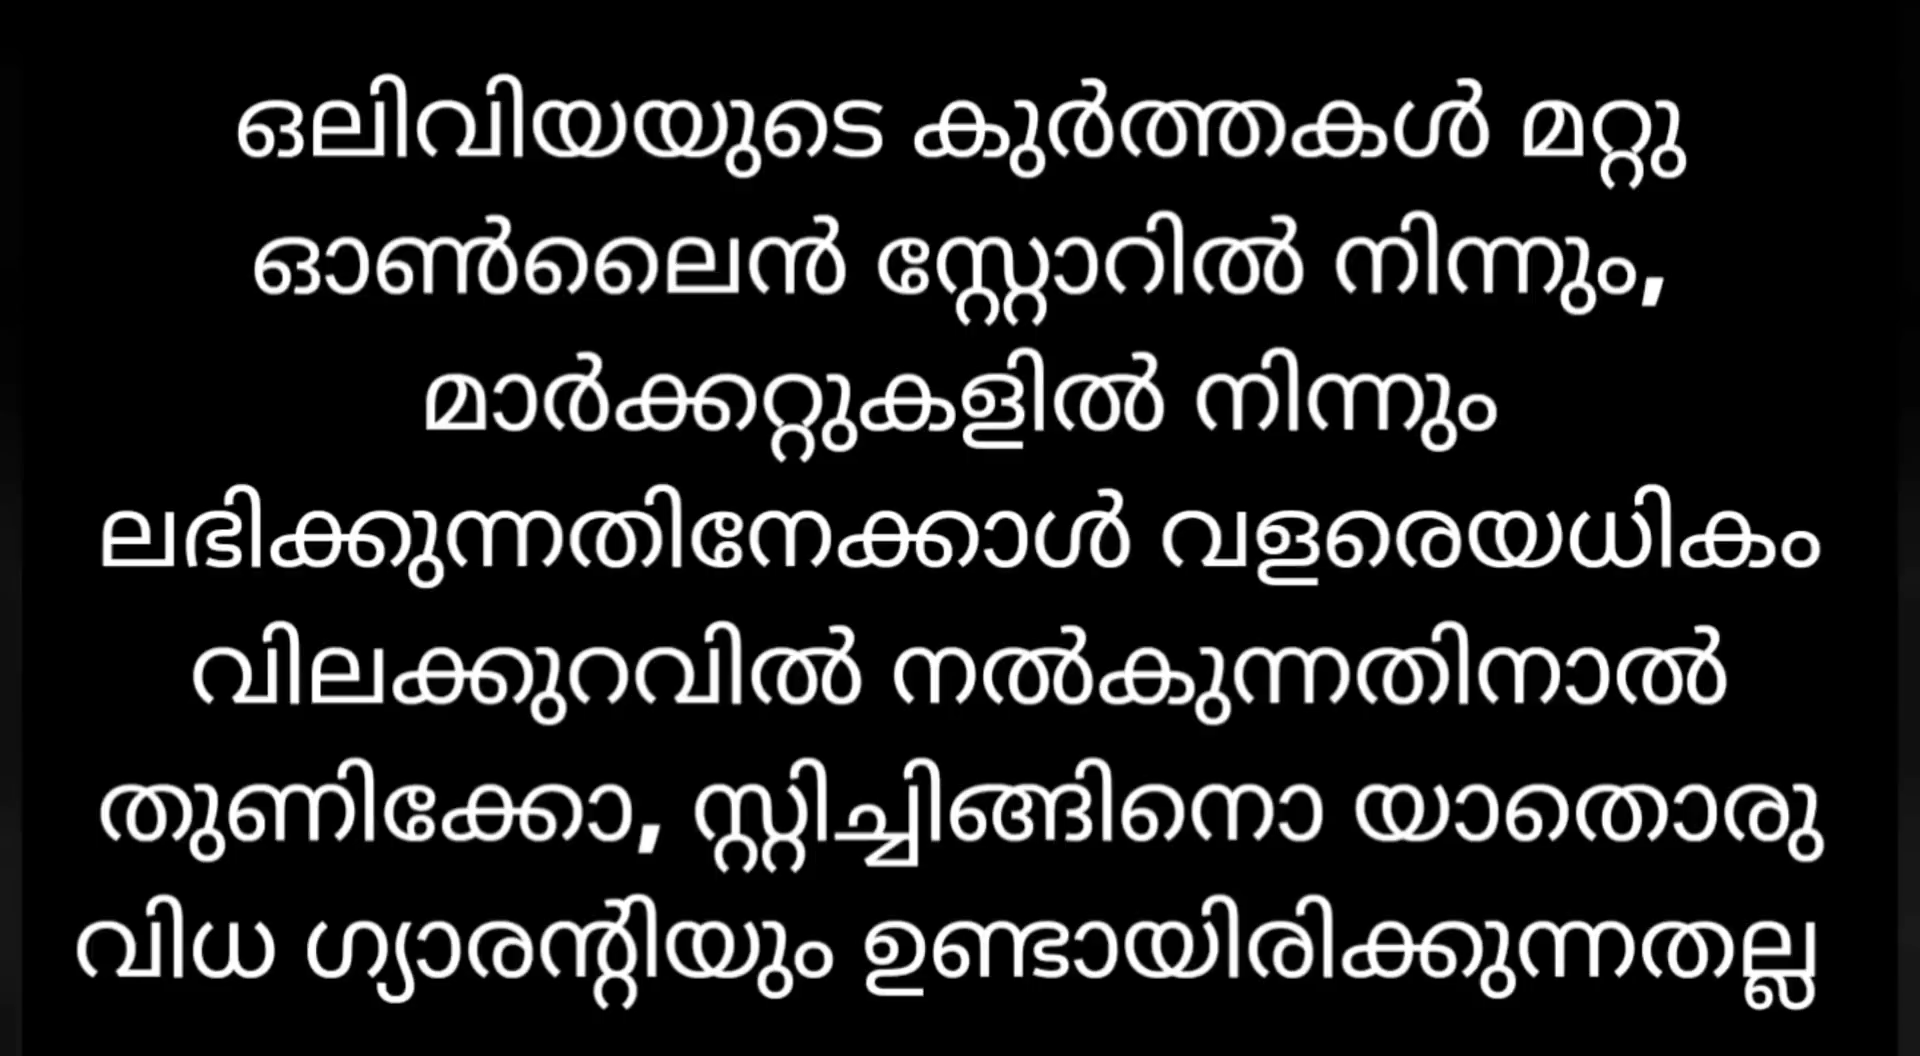 ഒലിവിയയുടെ കുർത്തകൾ മറ്റു
ഓൺലൈൻ സ്റ്റോറിൽ നിന്നും,
മാർക്കറ്റുകളിൽ നിന്നും
ലഭിക്കുന്നതിനേക്കാൾ വളരെയധികം
വിലക്കുറവിൽ നൽകുന്നതിനാൽ
തുണിക്കോ, സ്റ്റിച്ചിങ്ങിനൊ യാതൊരു
വിധ ഗ്യാരന്റിയും ഉണ്ടായിരിക്കുന്നതല്ല